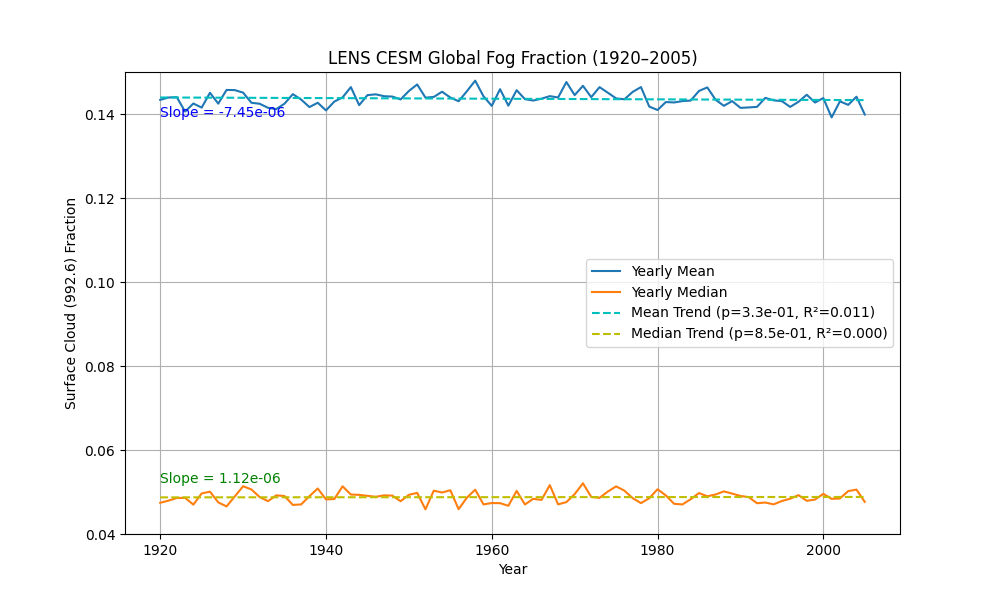 LENS CESM Global Fog Fraction (1920–2005)
Surface Cloud (992.6) Fraction
0.14
0.12
0.10
0.08
0.06
0.04
Slope = -7.45e-06
Yearly Mean
Yearly Median
Mean Trend (p=3.3e-01, R²=0.011)
Median Trend (p=8.5e-01, R²=0.000)
Slope = 1.12e-06
1920
1940
1960
1980
2000
Year